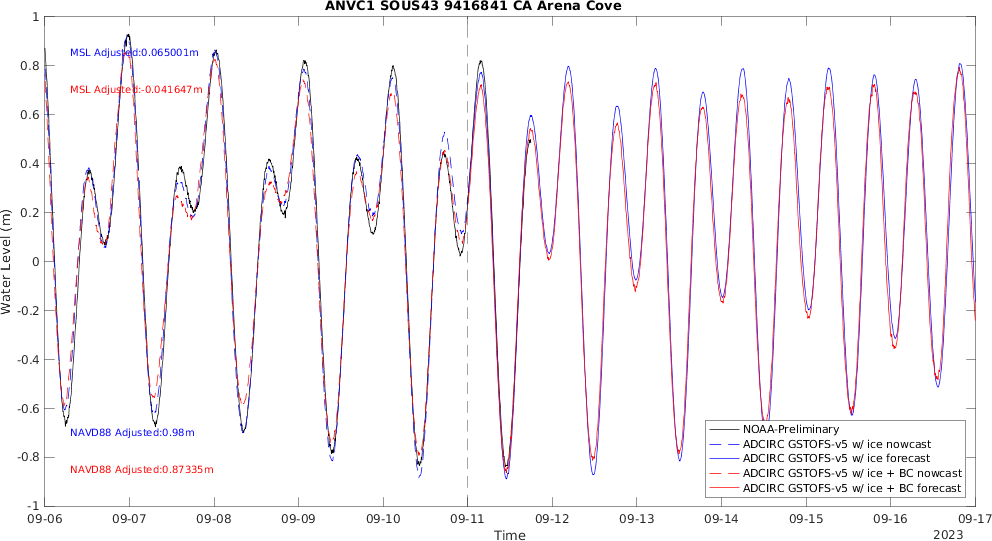 ANVC1 SOUS43 9416841 CA Arena Cove
1
0.8
0.6
0.4
0.2
0
-0.2
-0.4
-0.6
-0.8
-1
Water Level (m)
MSL Adjusted:0.065001m
MSL Adjusted:-0.041647m
NAVD88 Adjusted:0.98m
NAVD88 Adjusted:0.87335m
NOAA-Preliminary
ADCIRC GSTOFS-v5 w/ ice nowcast
ADCIRC GSTOFS-v5 w/ ice forecast
ADCIRC GSTOFS-v5 w/ ice + BC nowcast
ADCIRC GSTOFS-v5 w/ ice + BC forecast
09-06 09-07 09-08 09-09 09-10 09-11 09-12 09-13 09-14 09-15 09-16 09-17
Time
2023